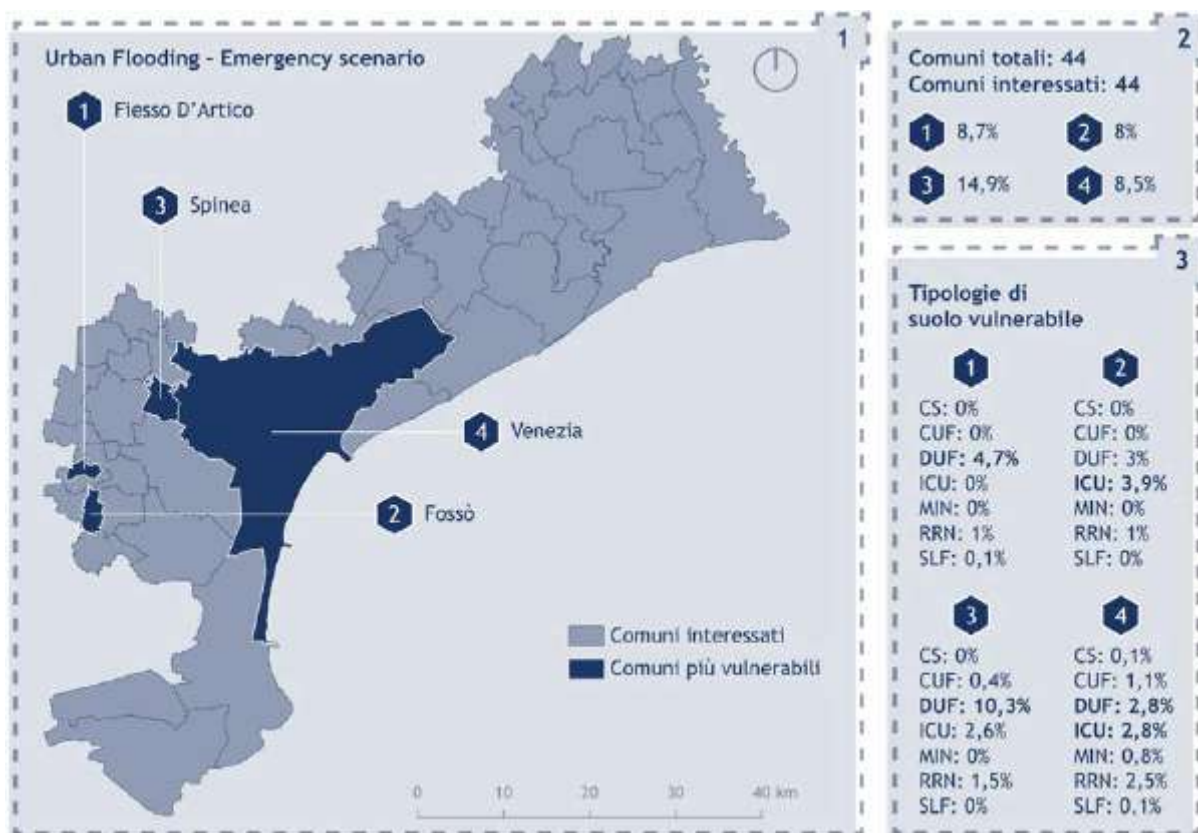 1
Urban Flooding - Emergency scenario
1 Fiesso D'Artico
3 Spinea
4 Venezia
2 Fossò
Comuni interessati
Comuni più vulnerabili
0 10 20 30 40 km
2
Comuni totali: 44
Comuni interessati: 44
1 8,7% 2 8%
3 14,9% 4 8,5%
3
Tipologie di
suolo vulnerabile
1
CS: 0%
CUF: 0%
DUF: 4,7%
ICU: 0%
MIN: 0%
RRN: 1%
SLF: 0,1%
2
CS: 0%
CUF: 0%
DUF: 3%
ICU: 3,9%
MIN: 0%
RRN: 1%
SLF: 0%
3
CS: 0%
CUF: 0,4%
DUF: 10,3%
ICU: 2,6%
MIN: 0%
RRN: 1,5%
SLF: 0%
4
CS: 0,1%
CUF: 1,1%
DUF: 2,8%
ICU: 2,8%
MIN: 0,8%
RRN: 2,5%
SLF: 0,1%